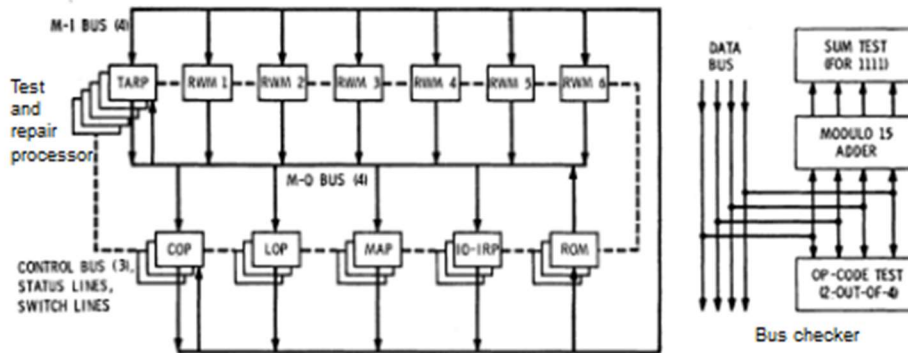 M-I BUS (4)
TARP
RWM 1
RWM 2
RWM 3
RWM 4
RWM 5
RWM 6
Test
and
repair
processor
M-O BUS (4)
COP
LOP
MAP
IO-IRP
ROM
CONTROL BUS (3),
STATUS LINES,
SWITCH LINES
DATA
BUS
SUM TEST
(FOR 1111)
MODULO 15
ADDER
OP-CODE TEST
(2-OUT-OF-4)
Bus checker